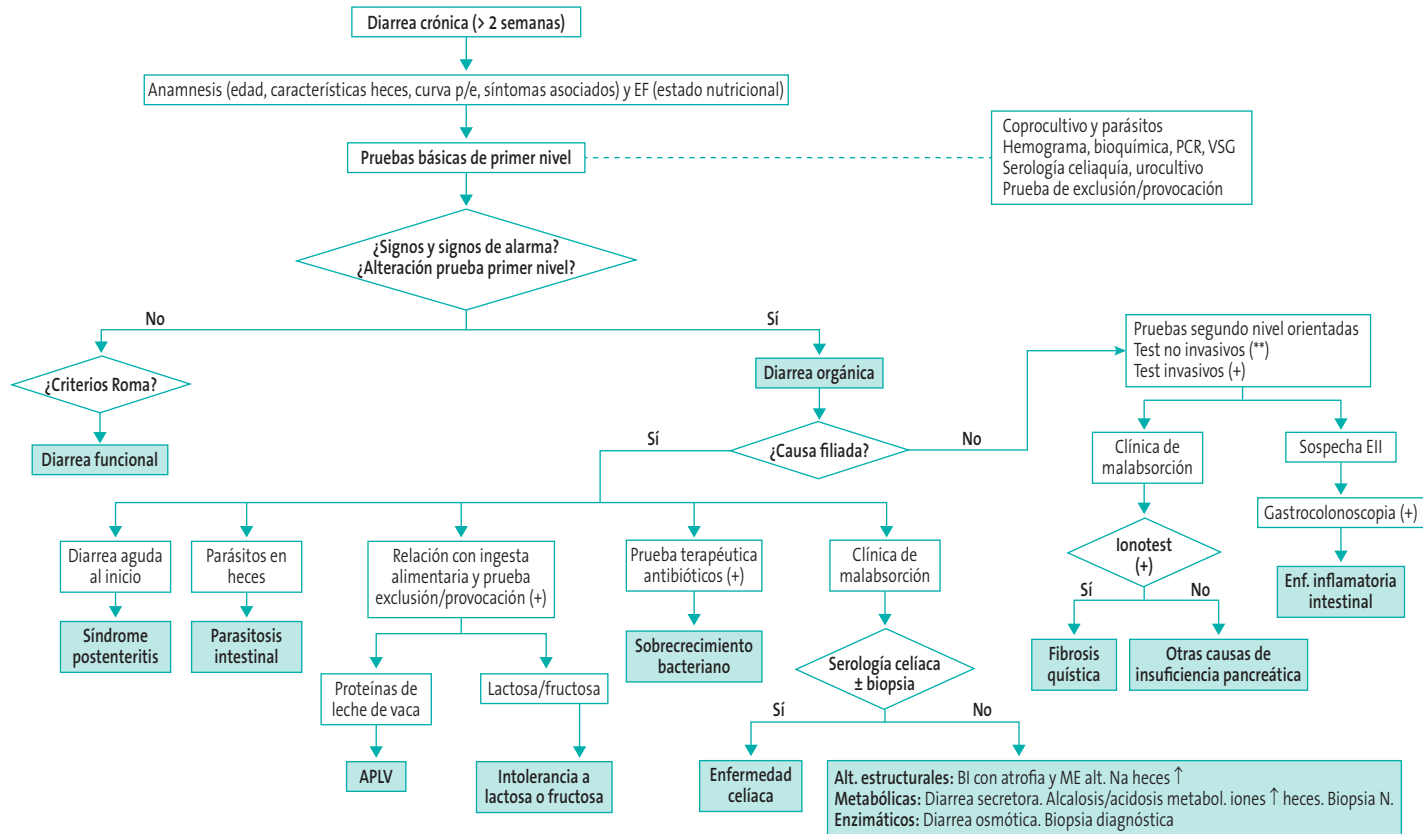 Diarrea crónica (> 2 semanas)
Anamnesis (edad, características heces, curva p/e, síntomas asociados) y EF (estado nutricional)
Pruebas básicas de primer nivel
Coprocultivo y parásitos
Hemograma, bioquímica, PCR, VSG
Serología celiaquía, urocultivo
Prueba de exclusión/provocación
¿Signos y signos de alarma?
¿Alteración prueba primer nivel?
No
Sí
¿Criterios Roma?
Diarrea funcional
Diarrea orgánica
¿Causa filiada?
Sí
No
Pruebas segundo nivel orientadas
Test no invasivos (**)
Test invasivos (+)
Diarrea aguda
al inicio
Síndrome
postenteritis
Parásitos en
heces
Parasitosis
intestinal
Relación con ingesta
alimentaria y prueba
exclusión/provocación (+)
Proteínas de
leche de vaca
APLV
Lactosa/fructosa
Intolerancia a
lactosa o fructosa
Prueba terapéutica
antibióticos (+)
Sobrecrecimiento
bacteriano
Clínica de
malabsorción
Serología celíaca
± biopsia
Sí
No
Enfermedad
celíaca
Alt. estructurales: BI con atrofia y ME alt. Na heces ↑
Metabólicas: Diarrea secretora. Alcalosis/acidosis metabol. iones ↑ heces. Biopsia N.
Enzimáticos: Diarrea osmótica. Biopsia diagnóstica
Clínica de
malabsorción
Ionotest
(+)
Sí
No
Fibrosis
quística
Otras causas de
insuficiencia pancreática
Sospecha EII
Gastrocolonoscopia (+)
Enf. inflamatoria
intestinal